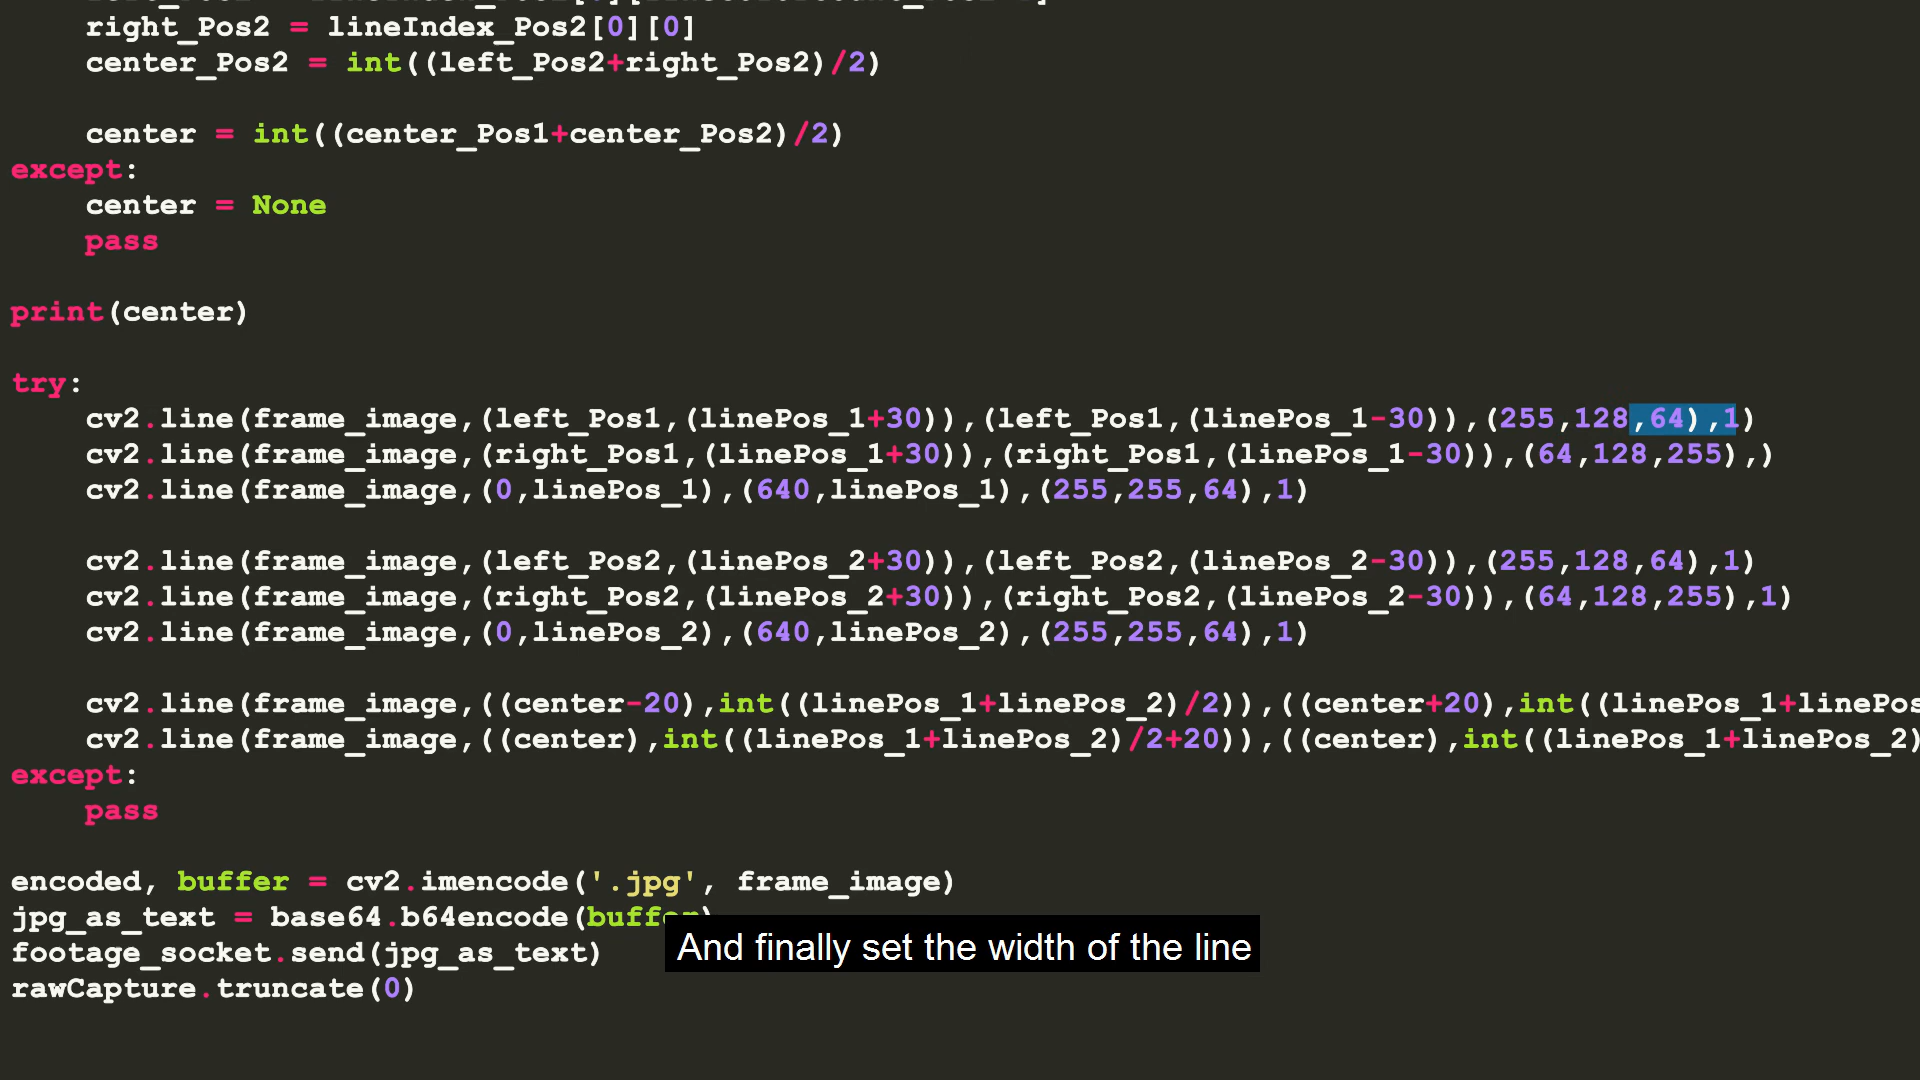 right_Pos2 = lineIndex_Pos2[0][0]
center_Pos2 = int((left_Pos2+right_Pos2)/2)
center = int((center_Pos1+center_Pos2)/2)
except:
center = None
pass
print(center)
try:
cv2.line(frame_image,(left_Pos1,(linePos_1+30)),(left_Pos1,(linePos_1-30)),(255,128,64),1)
cv2.line(frame_image,(right_Pos1,(linePos_1+30)),(right_Pos1,(linePos_1-30)),(64,128,255),)
cv2.line(frame_image,(0,linePos_1),(640,linePos_1),(255,255,64),1)
cv2.line(frame_image,(left_Pos2,(linePos_2+30)),(left_Pos2,(linePos_2-30)),(255,128,64),1)
cv2.line(frame_image,(right_Pos2,(linePos_2+30)),(right_Pos2,(linePos_2-30)),(64,128,255),1)
cv2.line(frame_image,(0,linePos_2),(640,linePos_2),(255,255,64),1)
cv2.line(frame_image,((center-20),int((linePos_1+linePos_2)/2)),((center+20),int((linePos_1+linePos
cv2.line(frame_image,((center),int((linePos_1+linePos_2)/2+20)),((center),int((linePos_1+linePos_2)
except:
pass
encoded, buffer = cv2.imencode('.jpg', frame_image)
jpg_as_text = base64.b64encode(buffer)
footage_socket.send(jpg_as_text)
rawCapture.truncate(0)
And finally set the width of the line